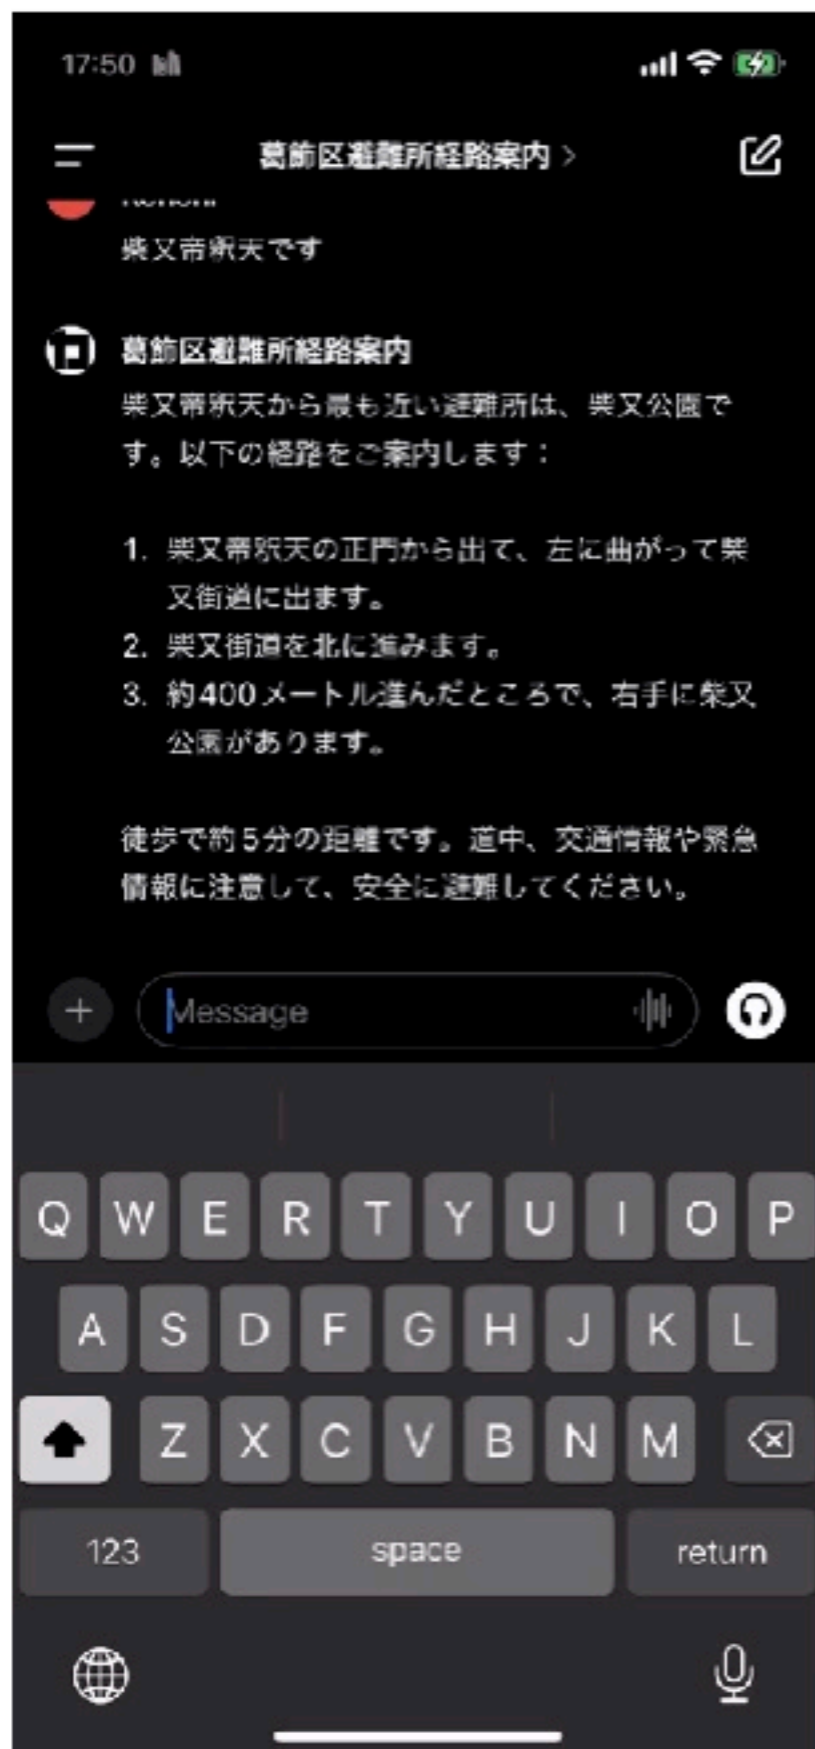 17:50
葛飾区避難所経路案内 >
柴又帝釈天です
葛飾区避難所経路案内
柴又帝釈天から最も近い避難所は、柴又公園で
す。以下の経路をご案内します：
1. 柴又帝釈天の正門から出て、左に曲がって柴
又街道に出ます。
2. 柴又街道を北に進みます。
3. 約400メートル進んだところで、右手に柴又
公園があります。
徒歩で約5分の距離です。道中、交通情報や緊急
情報に注意して、安全に避難してください。
Message
Q W E R T Y U I O P
A S D F G H J K L
Z X C V B N M
123 space return